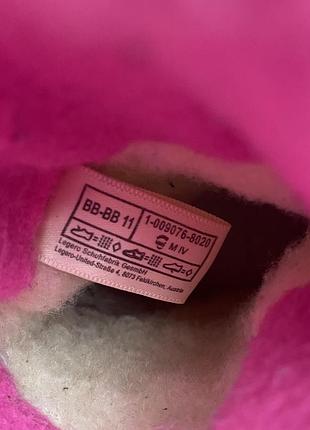 BB-BB 11
1-009076-8020
M IV
Legero Schuhfabrik GesmbH
Legero-United-Straße 4, 8073 Feldkirchen, Austria